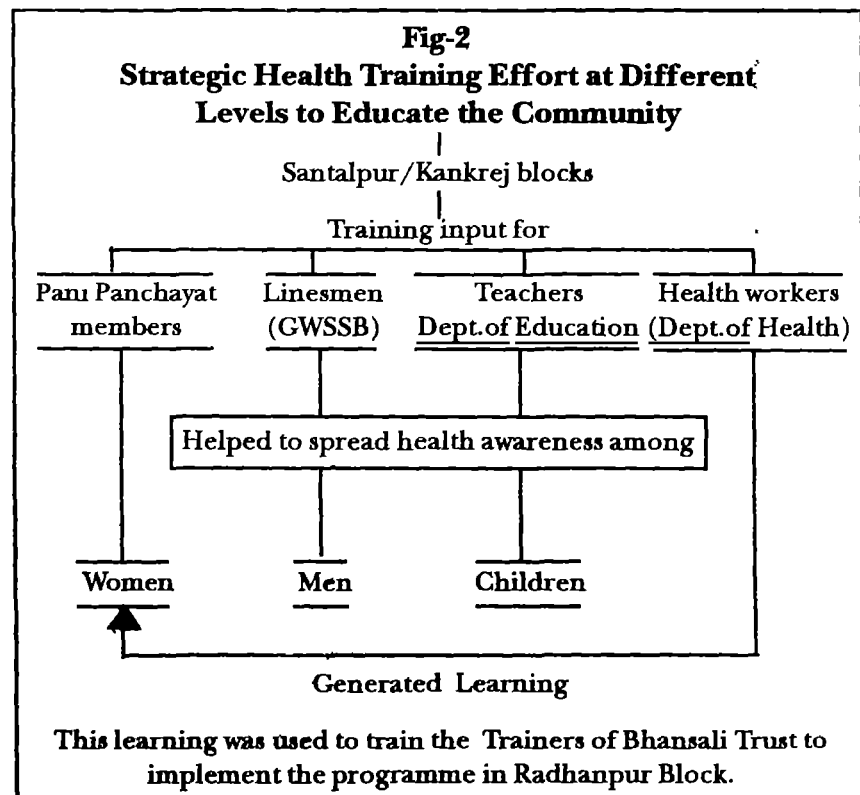 Fig-2
Strategic Health Training Effort at Different
Levels to Educate the Community
Santalpur/Kankrej blocks
Training input for
Panı Panchayat members
Linesmen (GWSSB)
Teachers Dept.of Education
Health workers (Dept.of Health)
Helped to spread health awareness among
Women Men Children
Generated Learning
This learning was used to train the Trainers of Bhansali Trust to
implement the programme in Radhanpur Block.